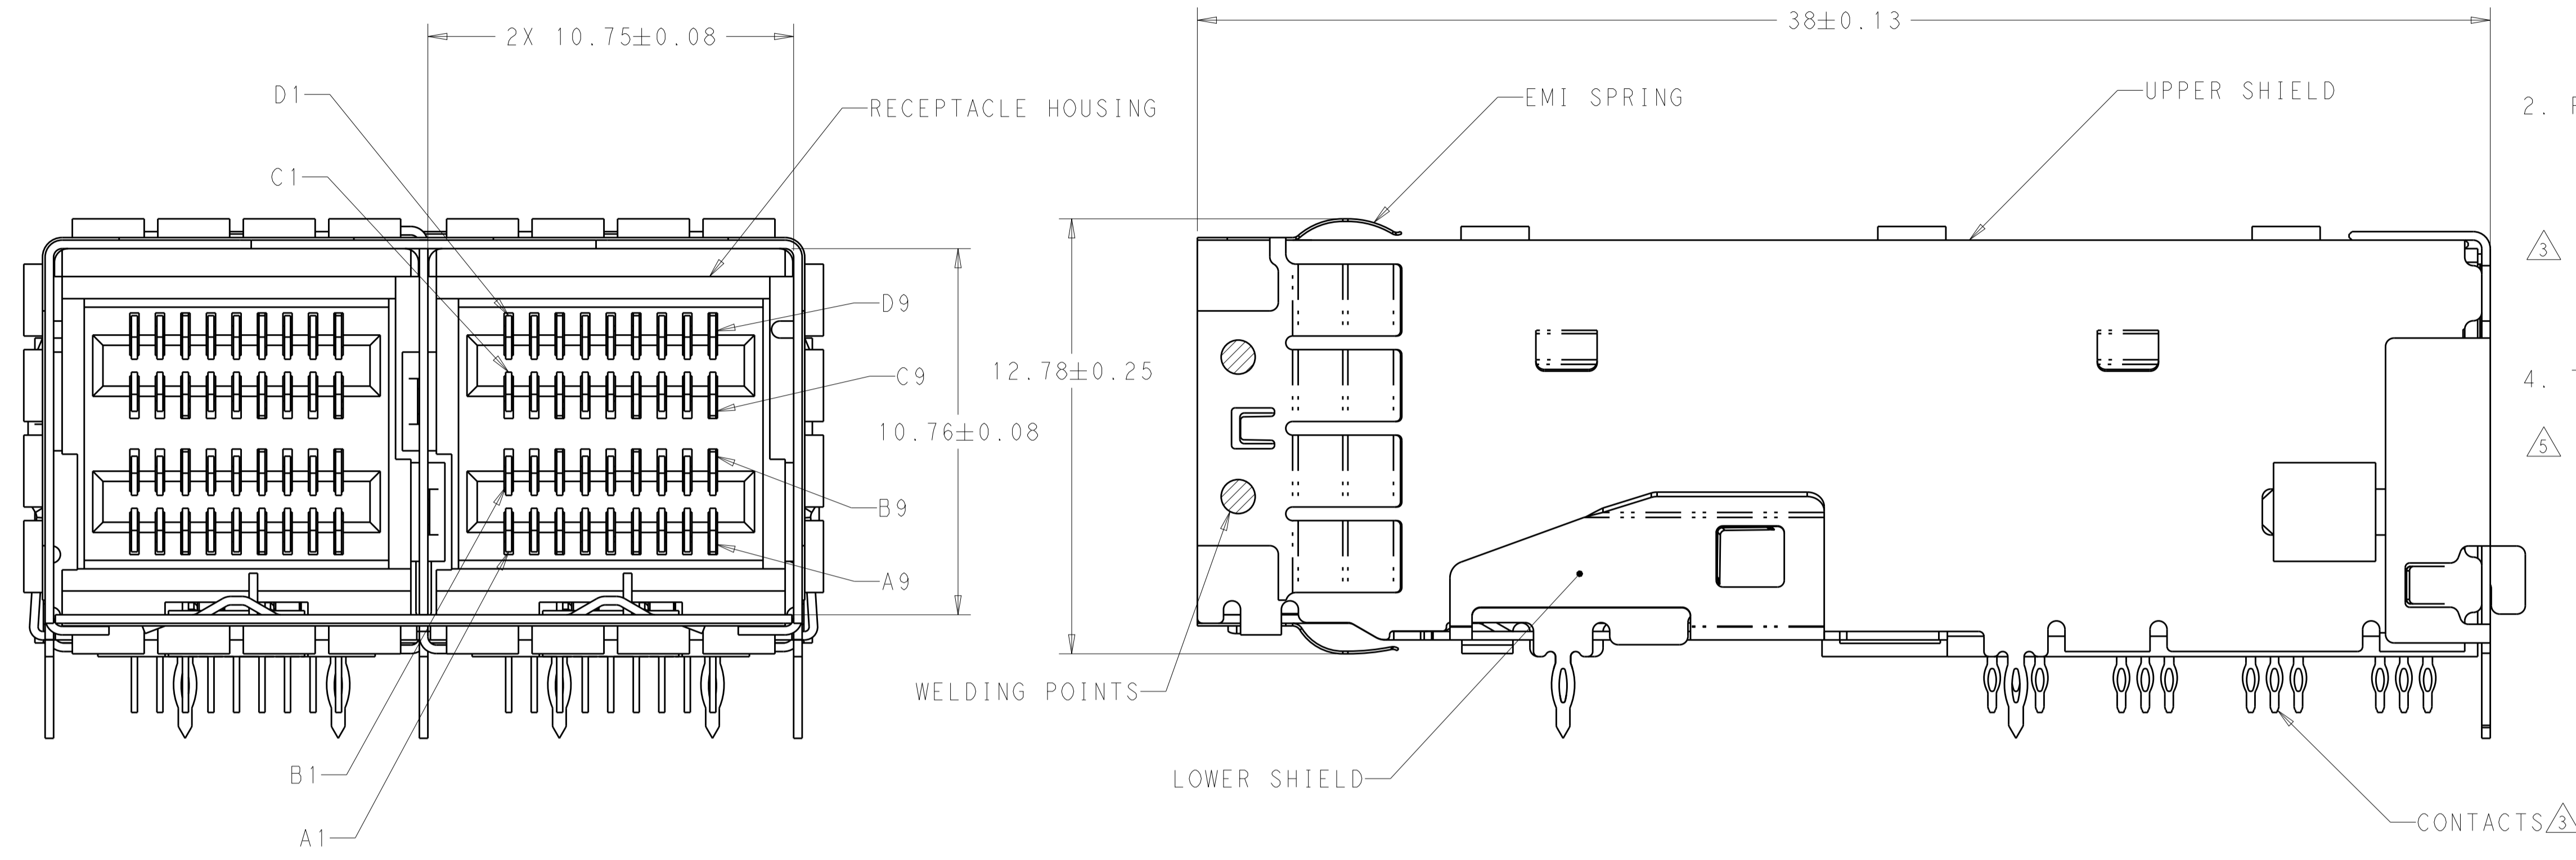 38±0.13
2X 10.75±0.08
D1
RECEPTACLE HOUSING
EMI SPRING
UPPER SHIELD
2.
C1
3
D9
C9
12.78±0.25
4.
10.76±0.08
5
B9
A9
WELDING POINTS
B1
LOWER SHIELD
A1
CONTACTS 3